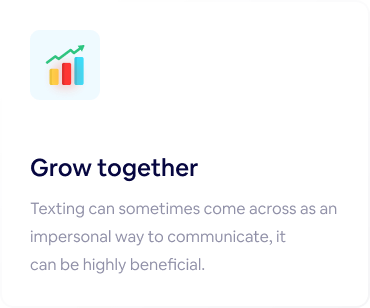 Grow together
Texting can sometimes come across as an
impersonal way to communicate, it
can be highly beneficial.